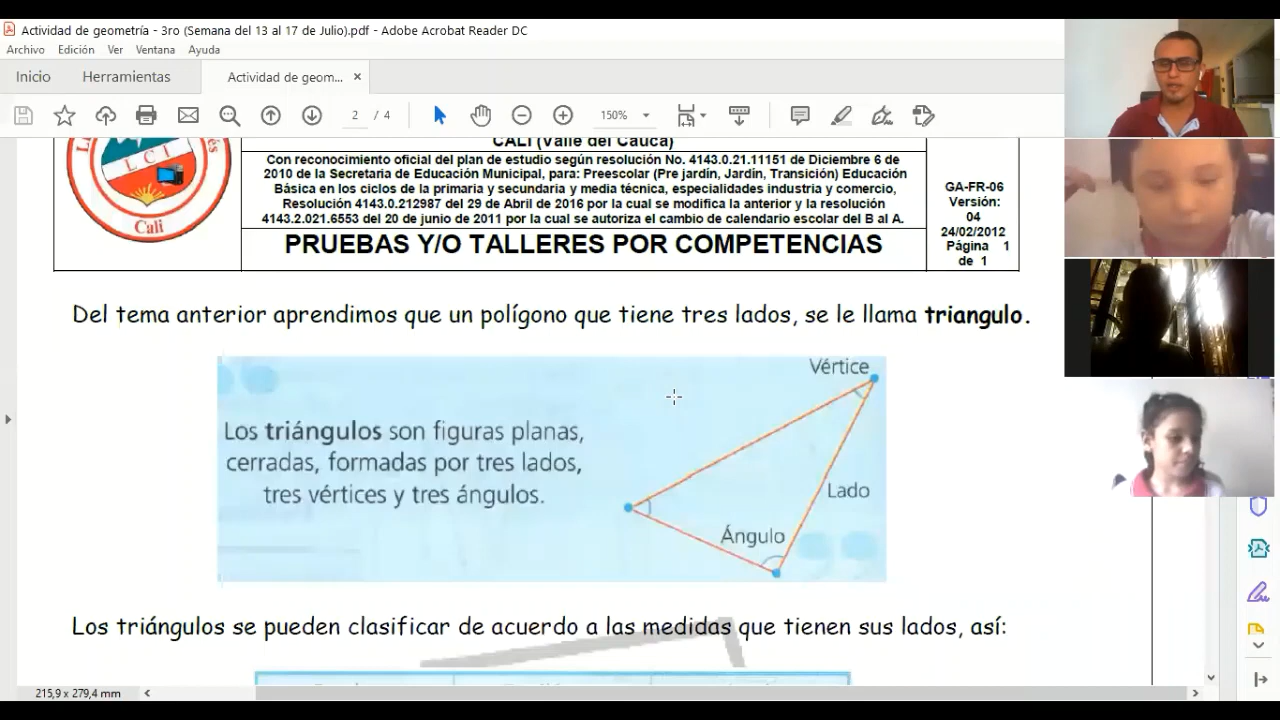 Actividad de geometría - 3ro (Semana del 13 al 17 de Julio).pdf - Adobe Acrobat Reader DC
Archivo Edición Ver Ventana Ayuda
Inicio Herramientas Actividad de geom... ×
2 / 4 150%
L C I
Cali
CALI (Valle del Cauca)
Con reconocimiento oficial del plan de estudio según resolución No. 4143.0.21.11151 de Diciembre 6 de
2010 de la Secretaria de Educación Municipal, para: Preescolar (Pre jardín, Jardín, Transición) Educación
Básica en los ciclos de la primaria y secundaria y media técnica, especialidades industria y comercio,
Resolución 4143.0.212987 del 29 de Abril de 2016 por la cual se modifica la anterior y la resolución
4143.2.021.6553 del 20 de junio de 2011 por la cual se autoriza el cambio de calendario escolar del B al A.
PRUEBAS Y/O TALLERES POR COMPETENCIAS
GA-FR-06
Versión:
04
24/02/2012
Página 1
de 1
Del tema anterior aprendimos que un polígono que tiene tres lados, se le llama triangulo.
Los triángulos son figuras planas,
cerradas, formadas por tres lados,
tres vértices y tres ángulos.
Vértice
Lado
Ángulo
Los triángulos se pueden clasificar de acuerdo a las medidas que tienen sus lados, así:
215,9 x 279,4 mm